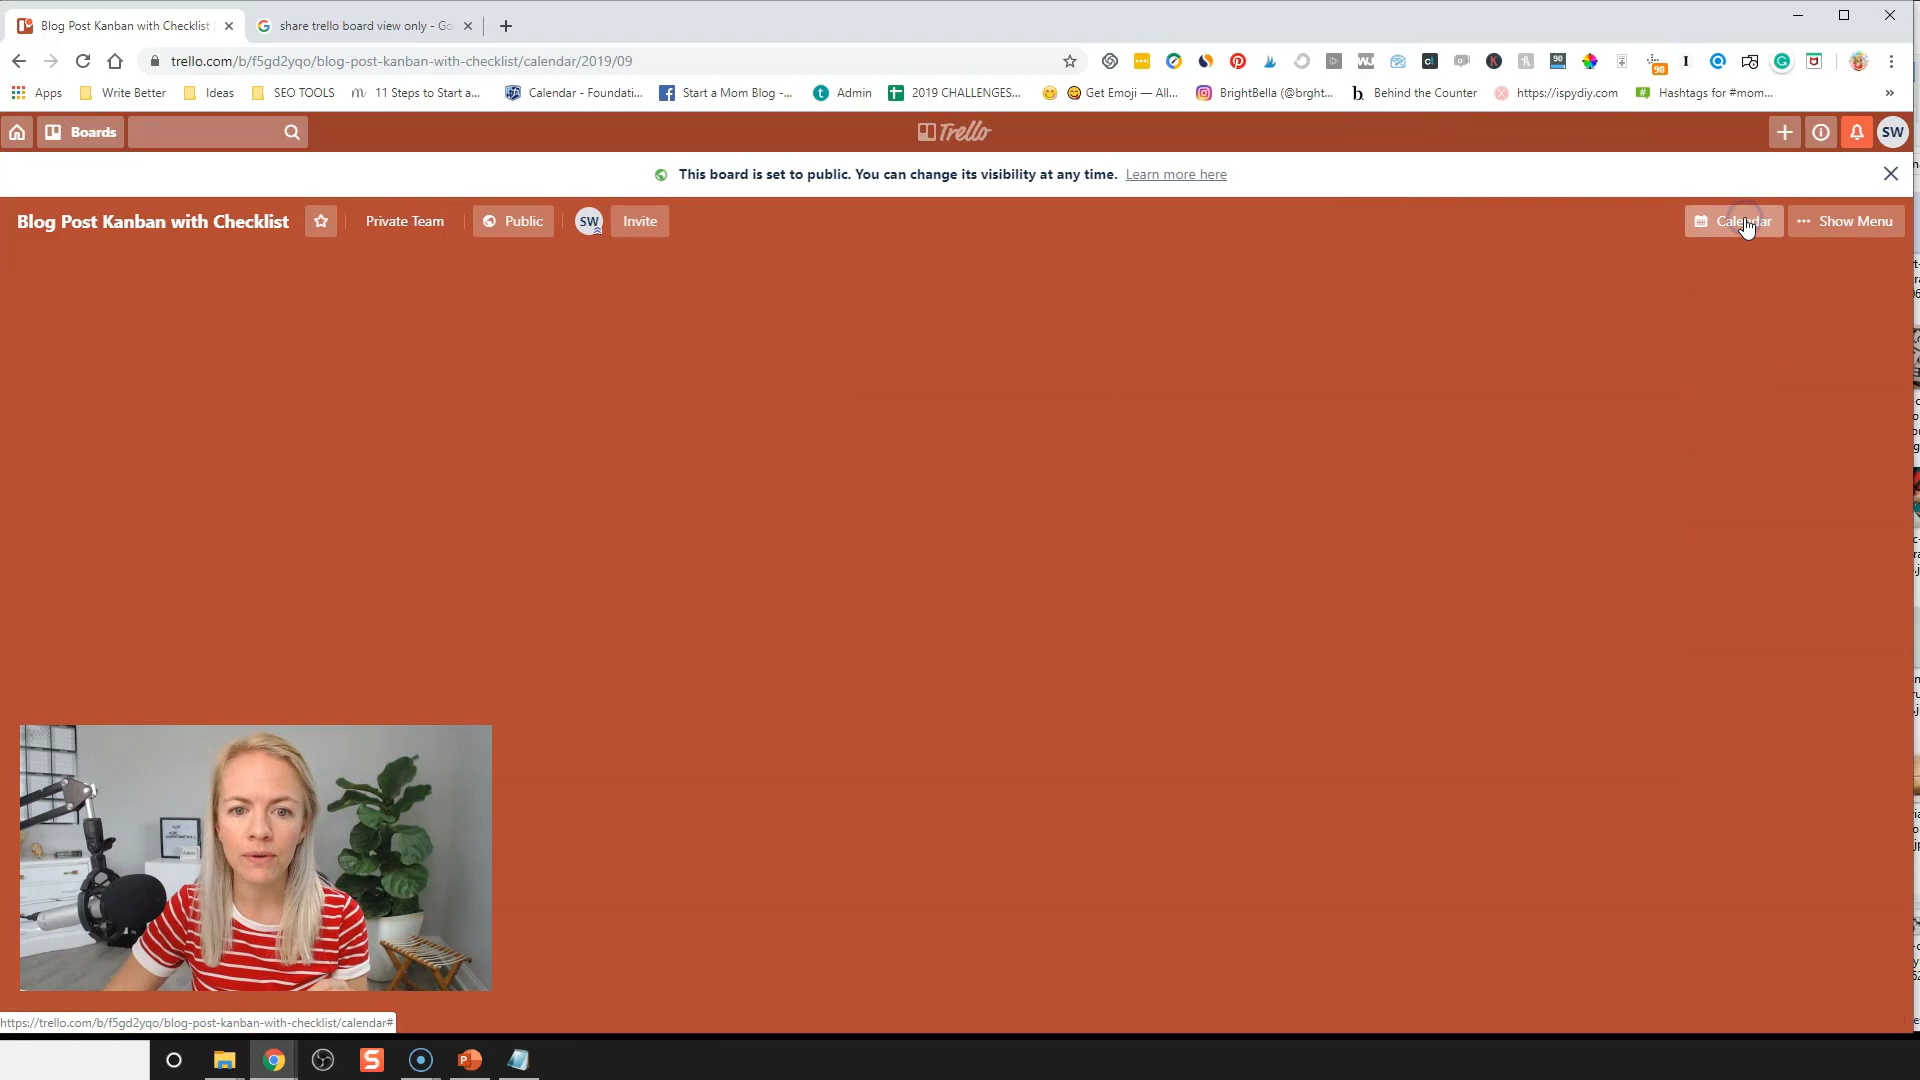 Blog Post Kanban with Checklist
share trello board view only - Go
trello.com/b/f5gd2yqo/blog-post-kanban-with-checklist/calendar/2019/09
Apps
Write Better
Ideas
SEO TOOLS
11 Steps to Start a...
Calendar - Foundati...
Start a Mom Blog -...
Admin
2019 CHALLENGES...
Get Emoji — All...
BrightBella (@brght...
Behind the Counter
https://ispydiy.com
Hashtags for #mom...
»
Boards
Trello
SW
This board is set to public. You can change its visibility at any time. Learn more here
Blog Post Kanban with Checklist
Private Team
Public
SW
Invite
Calendar
Show Menu
https://trello.com/b/f5gd2yqo/blog-post-kanban-with-checklist/calendar#